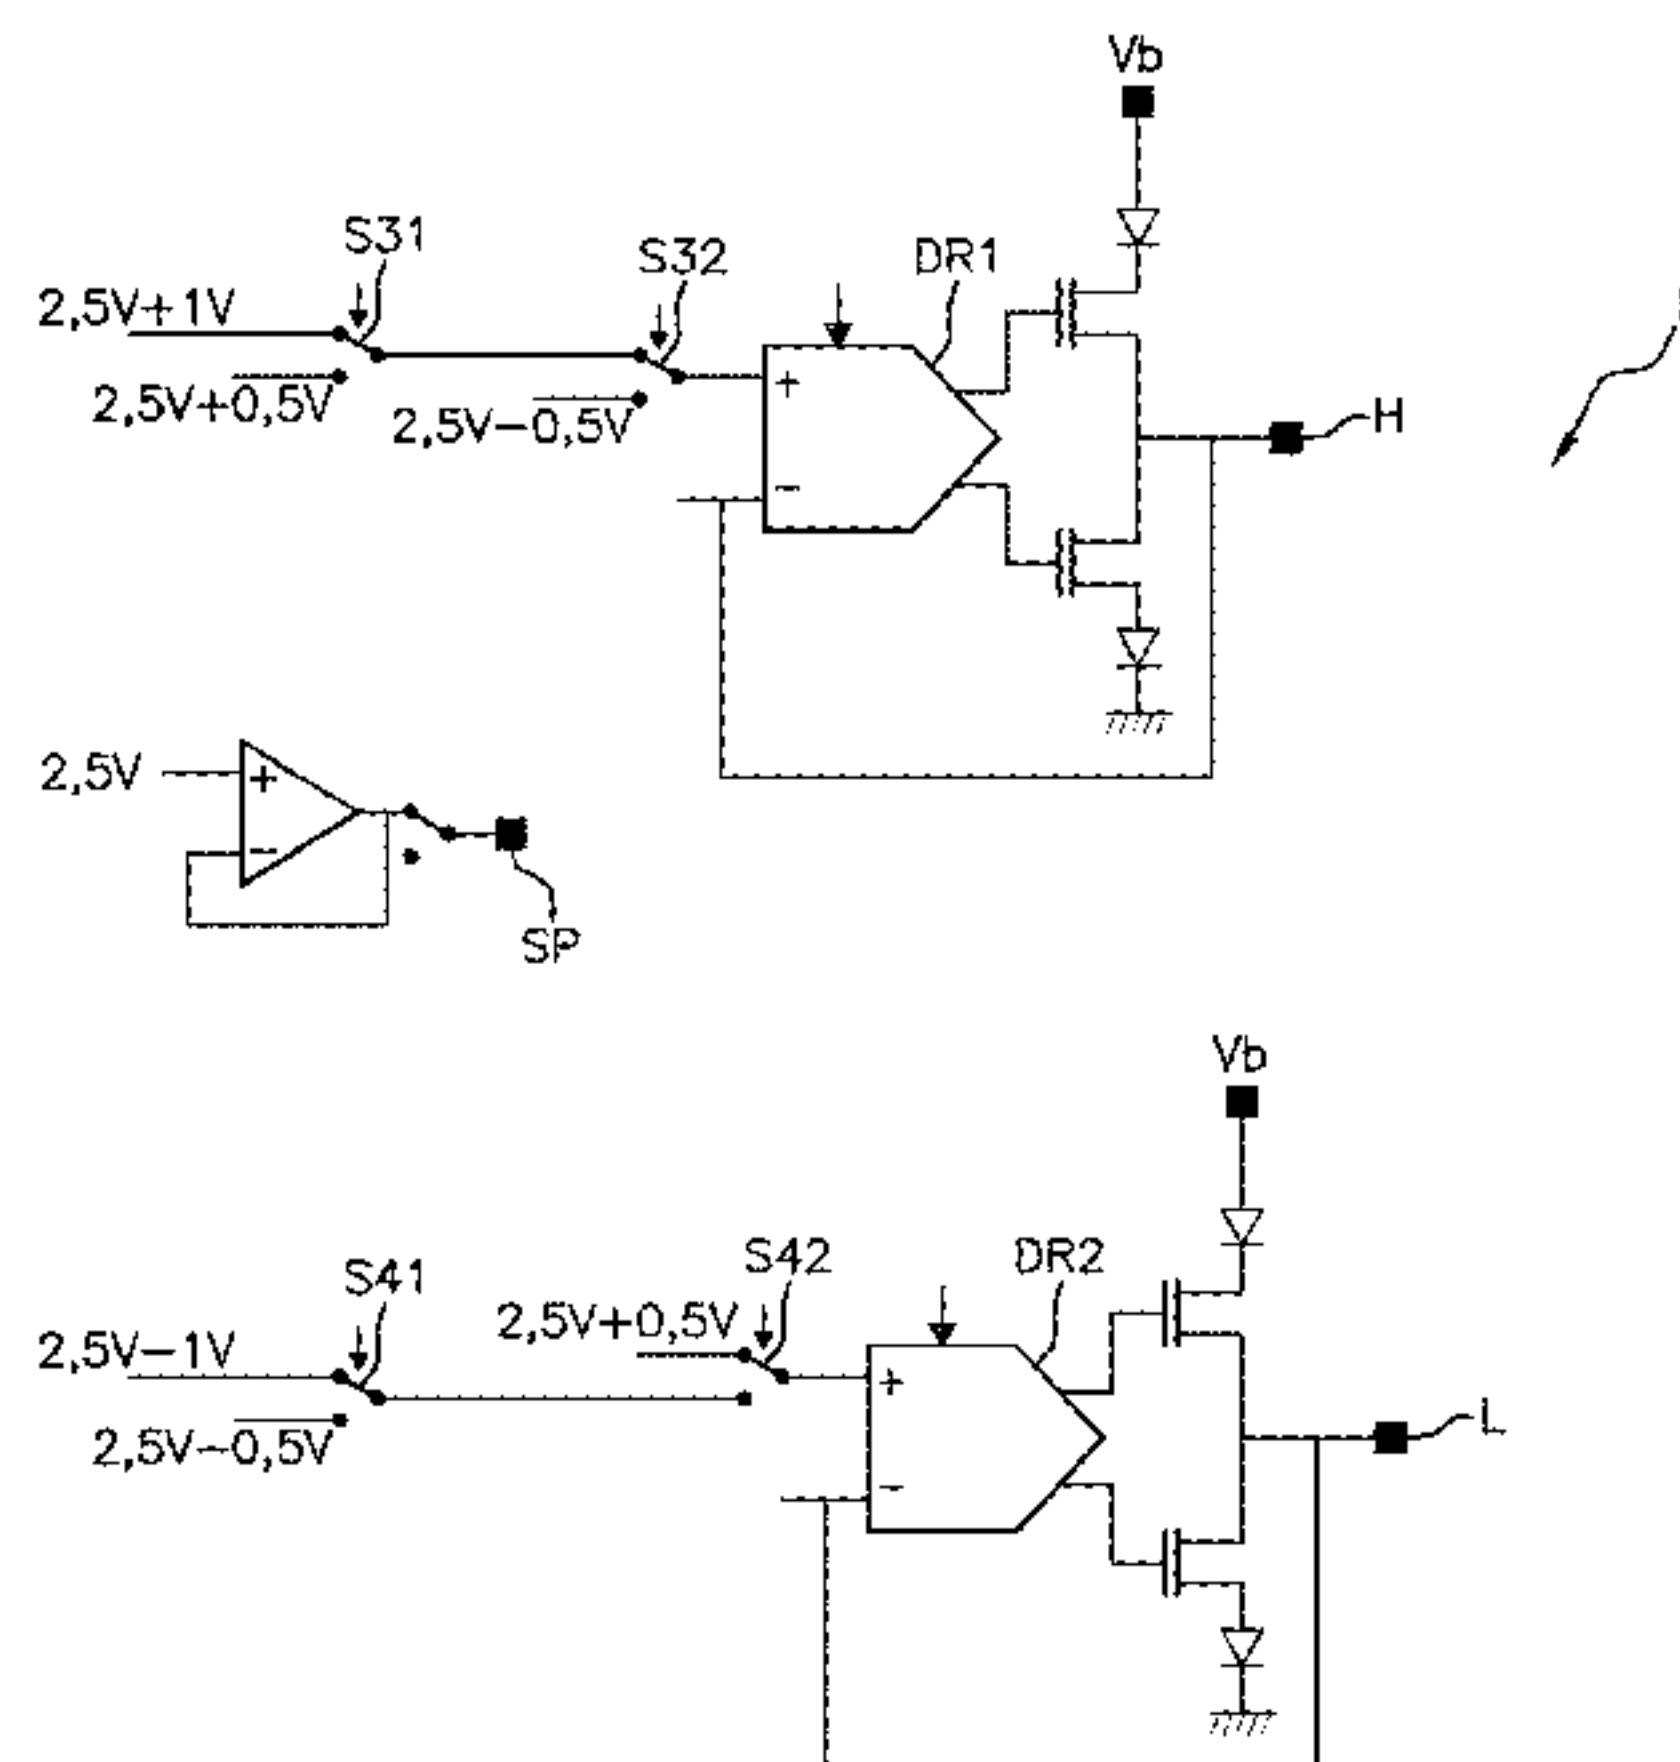 Vb
S31
S32
DR1
2,5V+1V
2,5V+0,5V
2,5V-0,5V
+
-
H
2,5V
+
-
SP
Vb
S41
S42
DR2
2,5V+0,5V
2,5V-1V
2,5V-0,5V
+
-
L